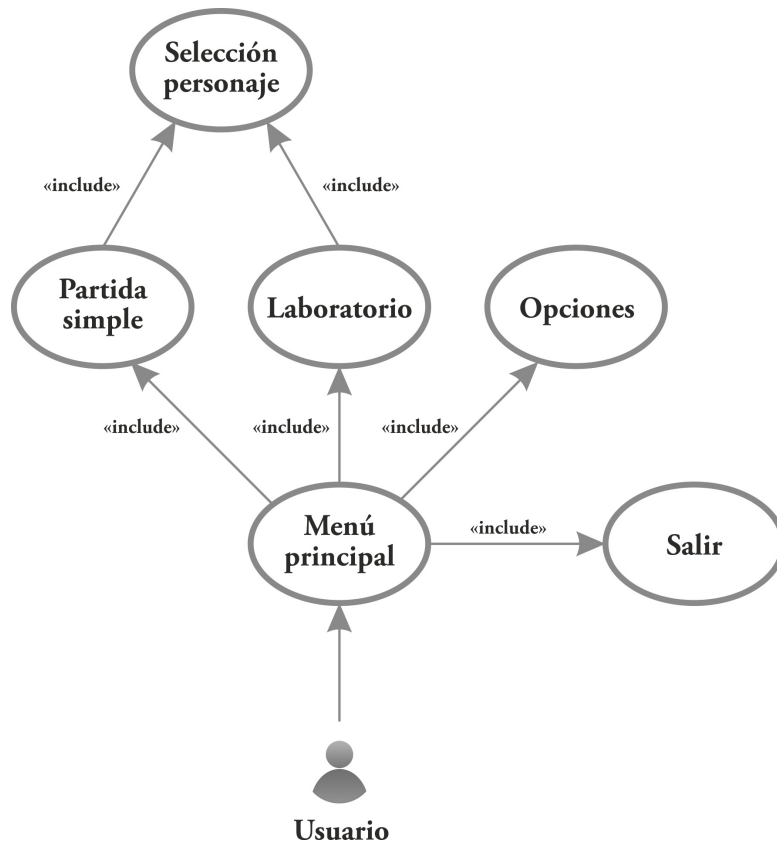 Selección
personaje
«include»
«include»
Partida
simple
Laboratorio
Opciones
«include»
«include»
«include»
Menú
principal
«include»
Salir
Usuario